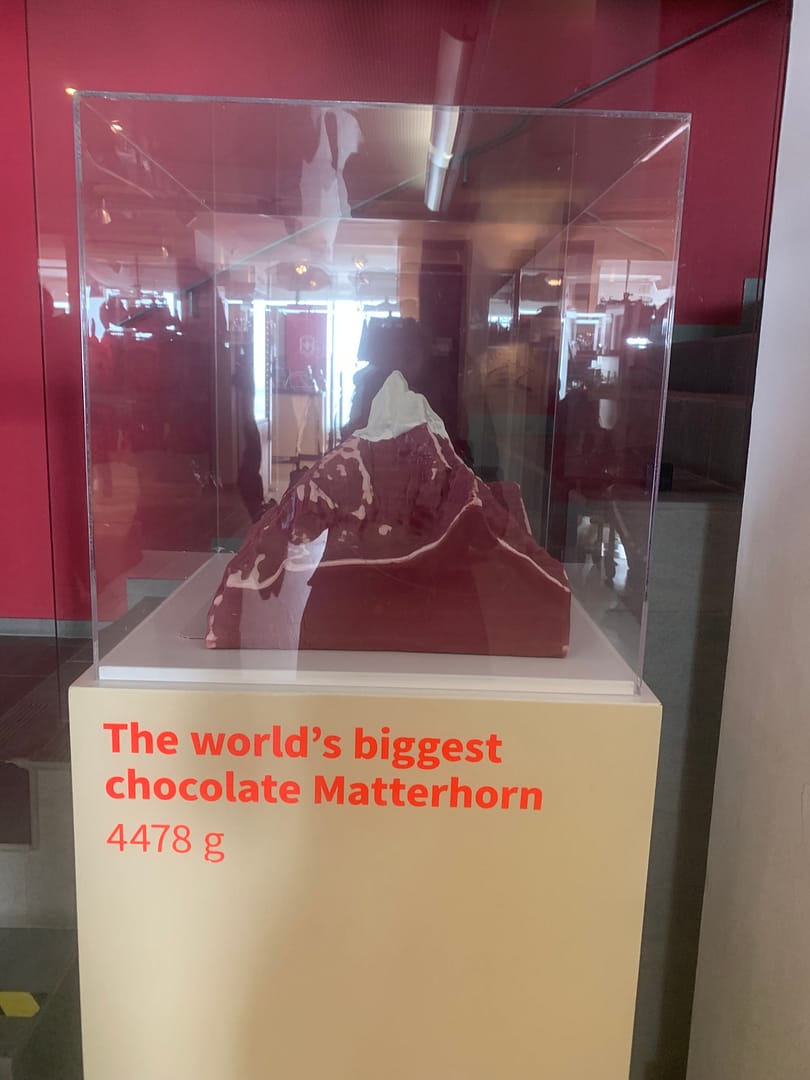 The world’s biggest
chocolate Matterhorn
4478 g